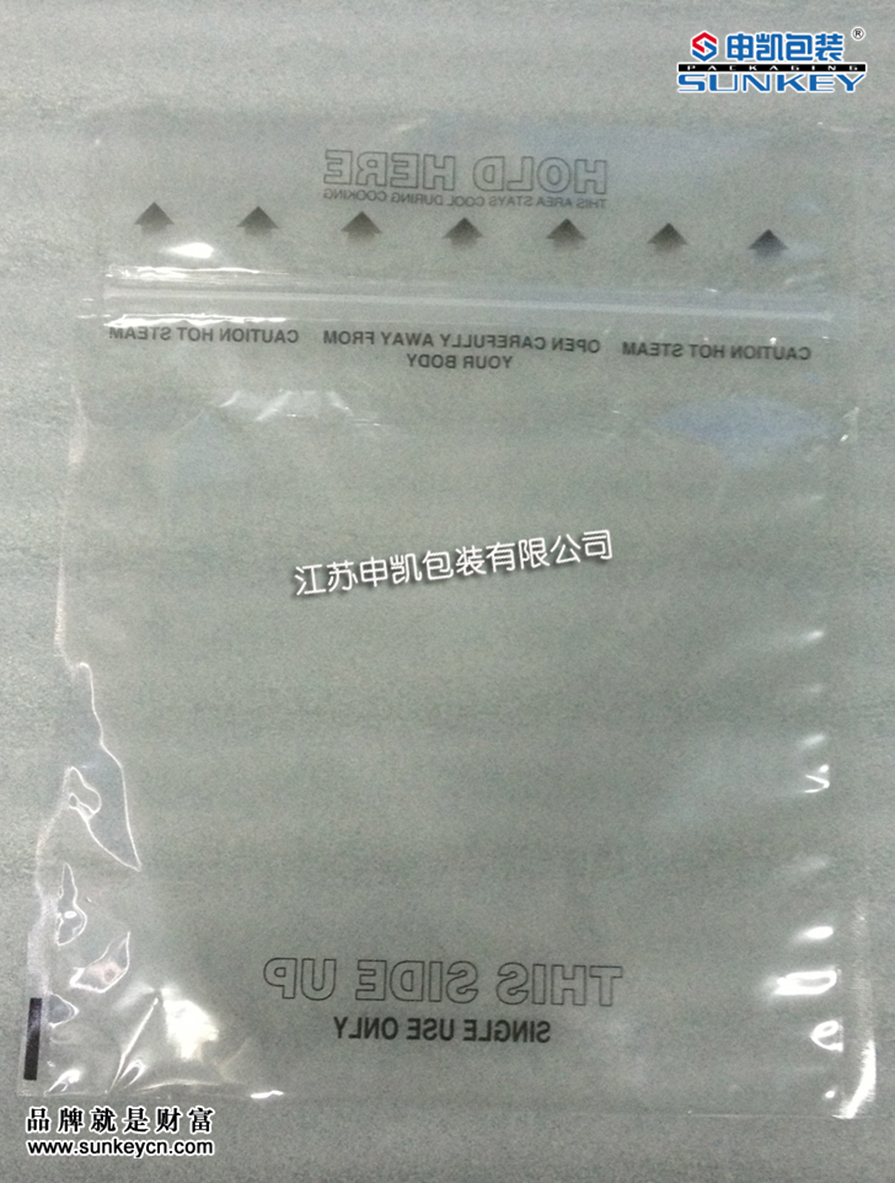 申凯包装®
PACKAGING
SUNKEY
HOLD HERE
THIS AREA STAYS COOL DURING COOKING
CAUTION HOT STEAM
OPEN CAREFULLY AWAY FROM
YOUR BODY
CAUTION HOT STEAM
江苏申凯包装有限公司
THIS SIDE UP
SINGLE USE ONLY
品牌就是财富
www.sunkeycn.com